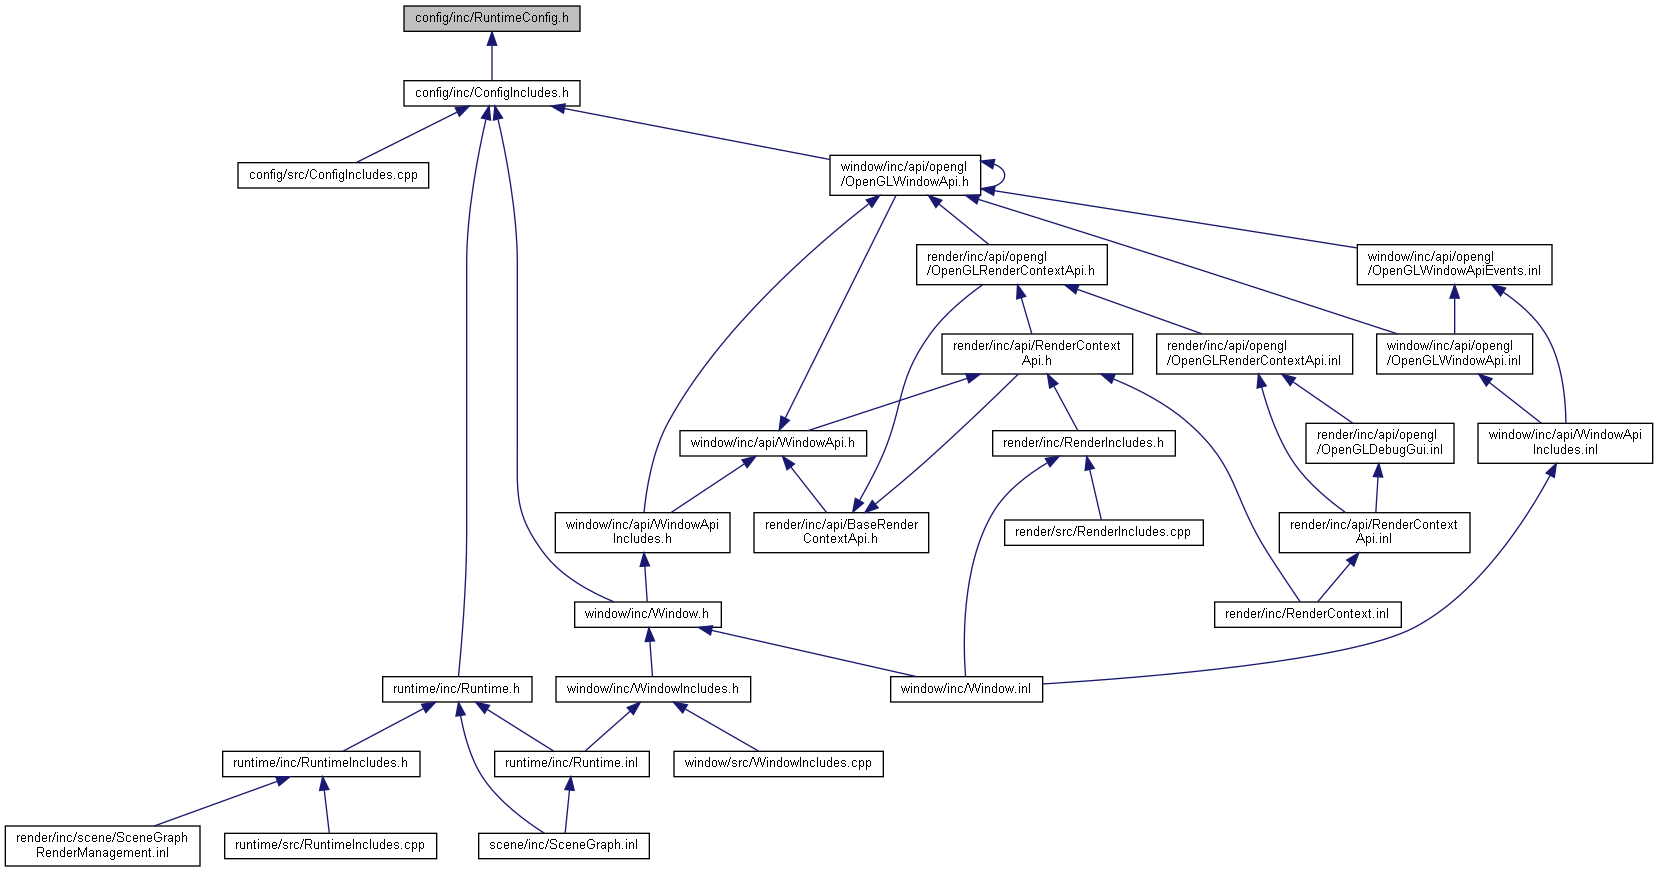 config/inc/RuntimeConfig.h
config/inc/ConfigIncludes.h
config/src/ConfigIncludes.cpp
window/inc/api/opengl
/OpenGLWindowApi.h
render/inc/api/opengl
/OpenGLRenderContextApi.h
window/inc/api/opengl
/OpenGLWindowApiEvents.inl
render/inc/api/RenderContext
Api.h
render/inc/api/opengl
/OpenGLRenderContextApi.inl
window/inc/api/opengl
/OpenGLWindowApi.inl
window/inc/api/WindowApi.h
render/inc/RenderIncludes.h
render/inc/api/opengl
/OpenGLDebugGui.inl
window/inc/api/WindowApi
Includes.inl
window/inc/api/WindowApi
Includes.h
render/inc/api/BaseRender
ContextApi.h
render/src/RenderIncludes.cpp
render/inc/api/RenderContext
Api.inl
window/inc/Window.h
render/inc/RenderContext.inl
runtime/inc/Runtime.h
window/inc/WindowIncludes.h
window/inc/Window.inl
runtime/inc/RuntimeIncludes.h
runtime/inc/Runtime.inl
window/src/WindowIncludes.cpp
render/inc/scene/SceneGraph
RenderManagement.inl
runtime/src/RuntimeIncludes.cpp
scene/inc/SceneGraph.inl